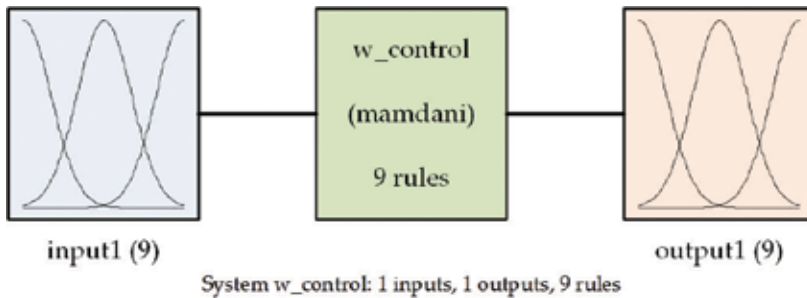 w_control
(mamdani)
9 rules
input1 (9)
output1 (9)
System w_control: 1 inputs, 1 outputs, 9 rules